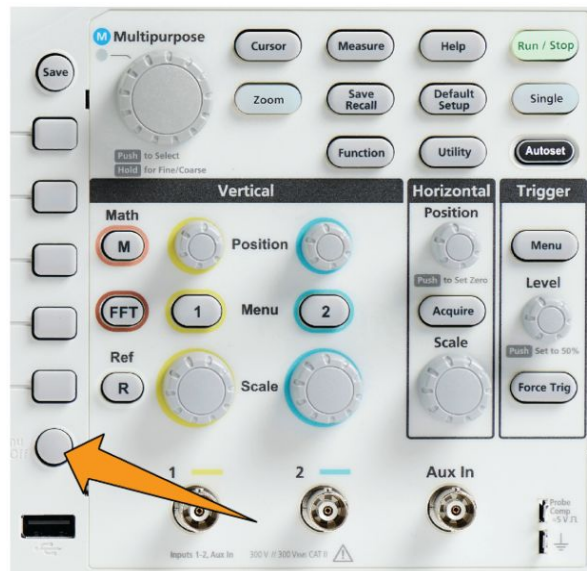 M Multipurpose
Cursor
Measure
Help
Run / Stop
Save
Zoom
Save
Recall
Default
Setup
Single
Push to Select
Hold for Fine/Coarse
Function
Utility
Autoset
Vertical
Horizontal
Trigger
Math
M
Position
Position
Push to Set Zero
Menu
FFT
1
Menu
2
Acquire
Level
Push Set to 50%
Ref
R
Scale
Scale
Force Trig
1
2
Aux In
Inputs 1-2, Aux In
300 V
CAT II
Probe
Comp